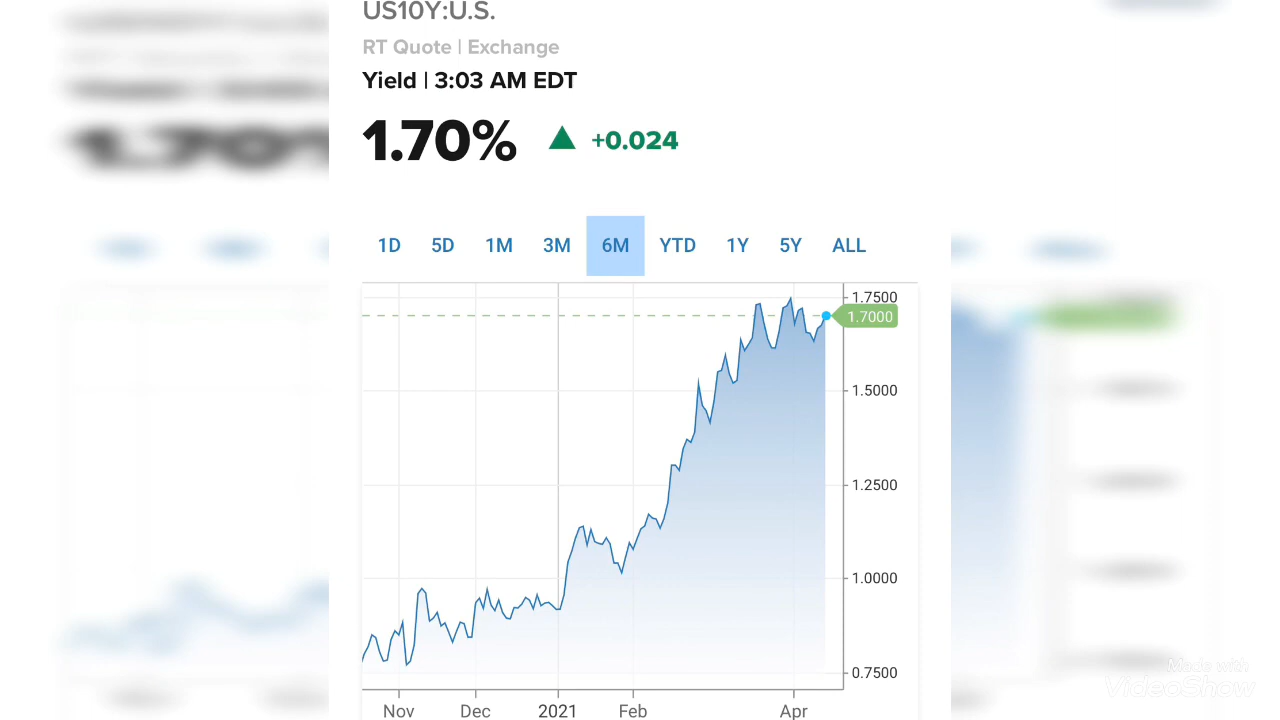 US10Y:U.S.
RT Quote | Exchange
Yield | 3:03 AM EDT
1.70% ▲ +0.024
1D 5D 1M 3M 6M YTD 1Y 5Y ALL
1.7500
1.7000
1.5000
1.2500
1.0000
0.7500
Nov Dec 2021 Feb Apr
Made with
VideoShow